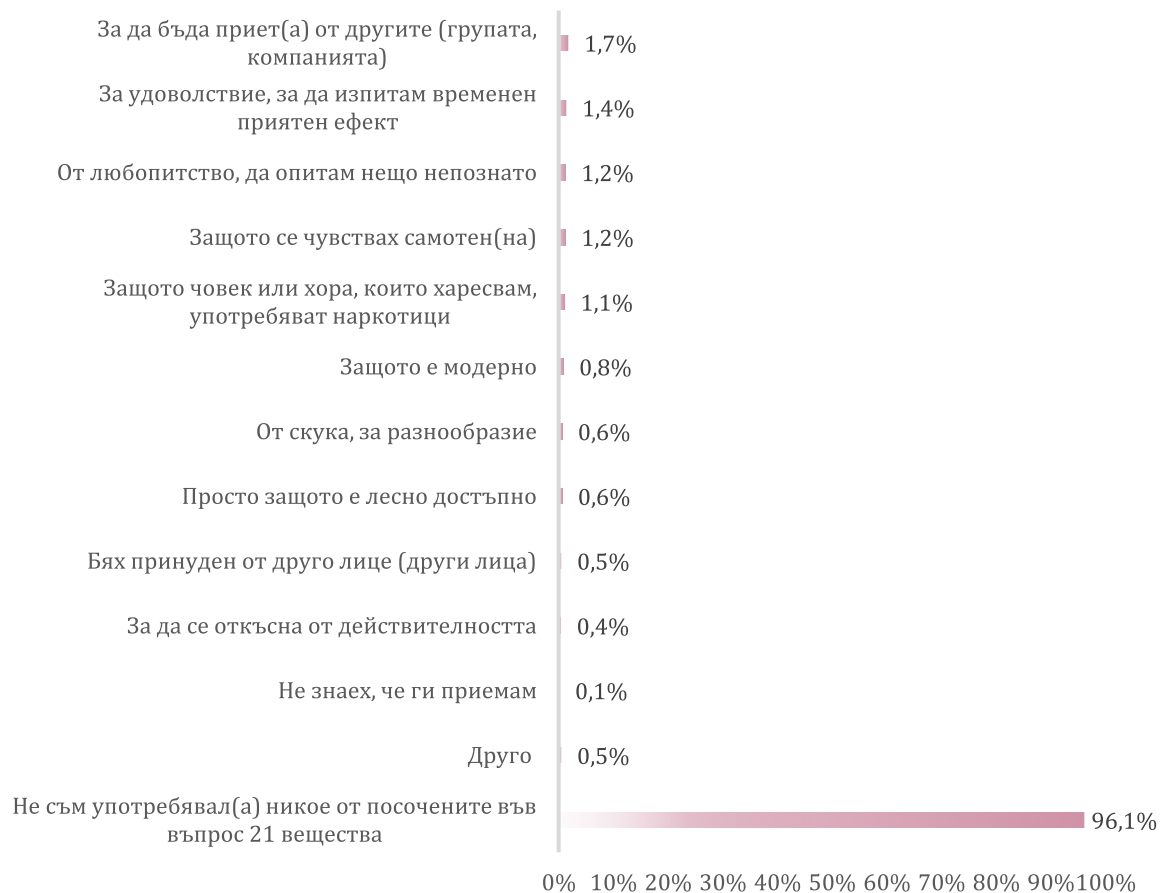 За да бъда приет(а) от другите (групата,
компанията)
1,7%
За удоволствие, за да изпитам временен
приятен ефект
1,4%
От любопитство, да опитам нещо непознато
1,2%
Защото се чувствах самотен(на)
1,2%
Защото човек или хора, които харесвам,
употребяват наркотици
1,1%
Защото е модерно
0,8%
От скука, за разнообразие
0,6%
Просто защото е лесно достъпно
0,6%
Бях принуден от друго лице (други лица)
0,5%
За да се откъсна от действителността
0,4%
Не знаех, че ги приемам
0,1%
Друго
0,5%
Не съм употребявал(а) никое от посочените във
въпрос 21 вещества
96,1%
0% 10% 20% 30% 40% 50% 60% 70% 80% 90% 100%